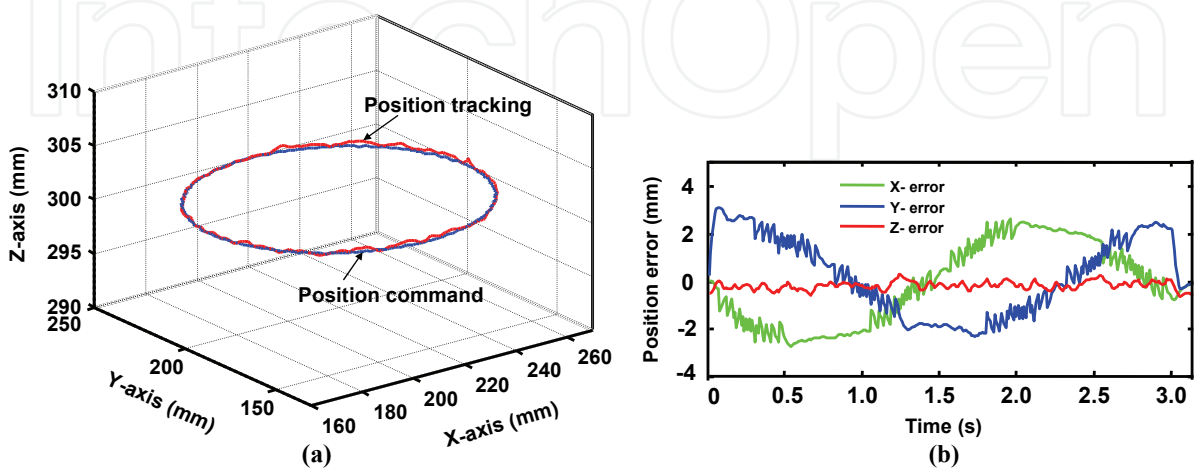 IntechOpen
310
305
300
295
290
Z-axis (mm)
Position tracking
Position command
250
200
150
Y-axis (mm)
160
180
200
220
240
260
X-axis (mm)
(a)
4
2
0
-2
-4
Position error (mm)
X- error
Y- error
Z- error
0
0.5
1.0
1.5
2.0
2.5
3.0
Time (s)
(b)